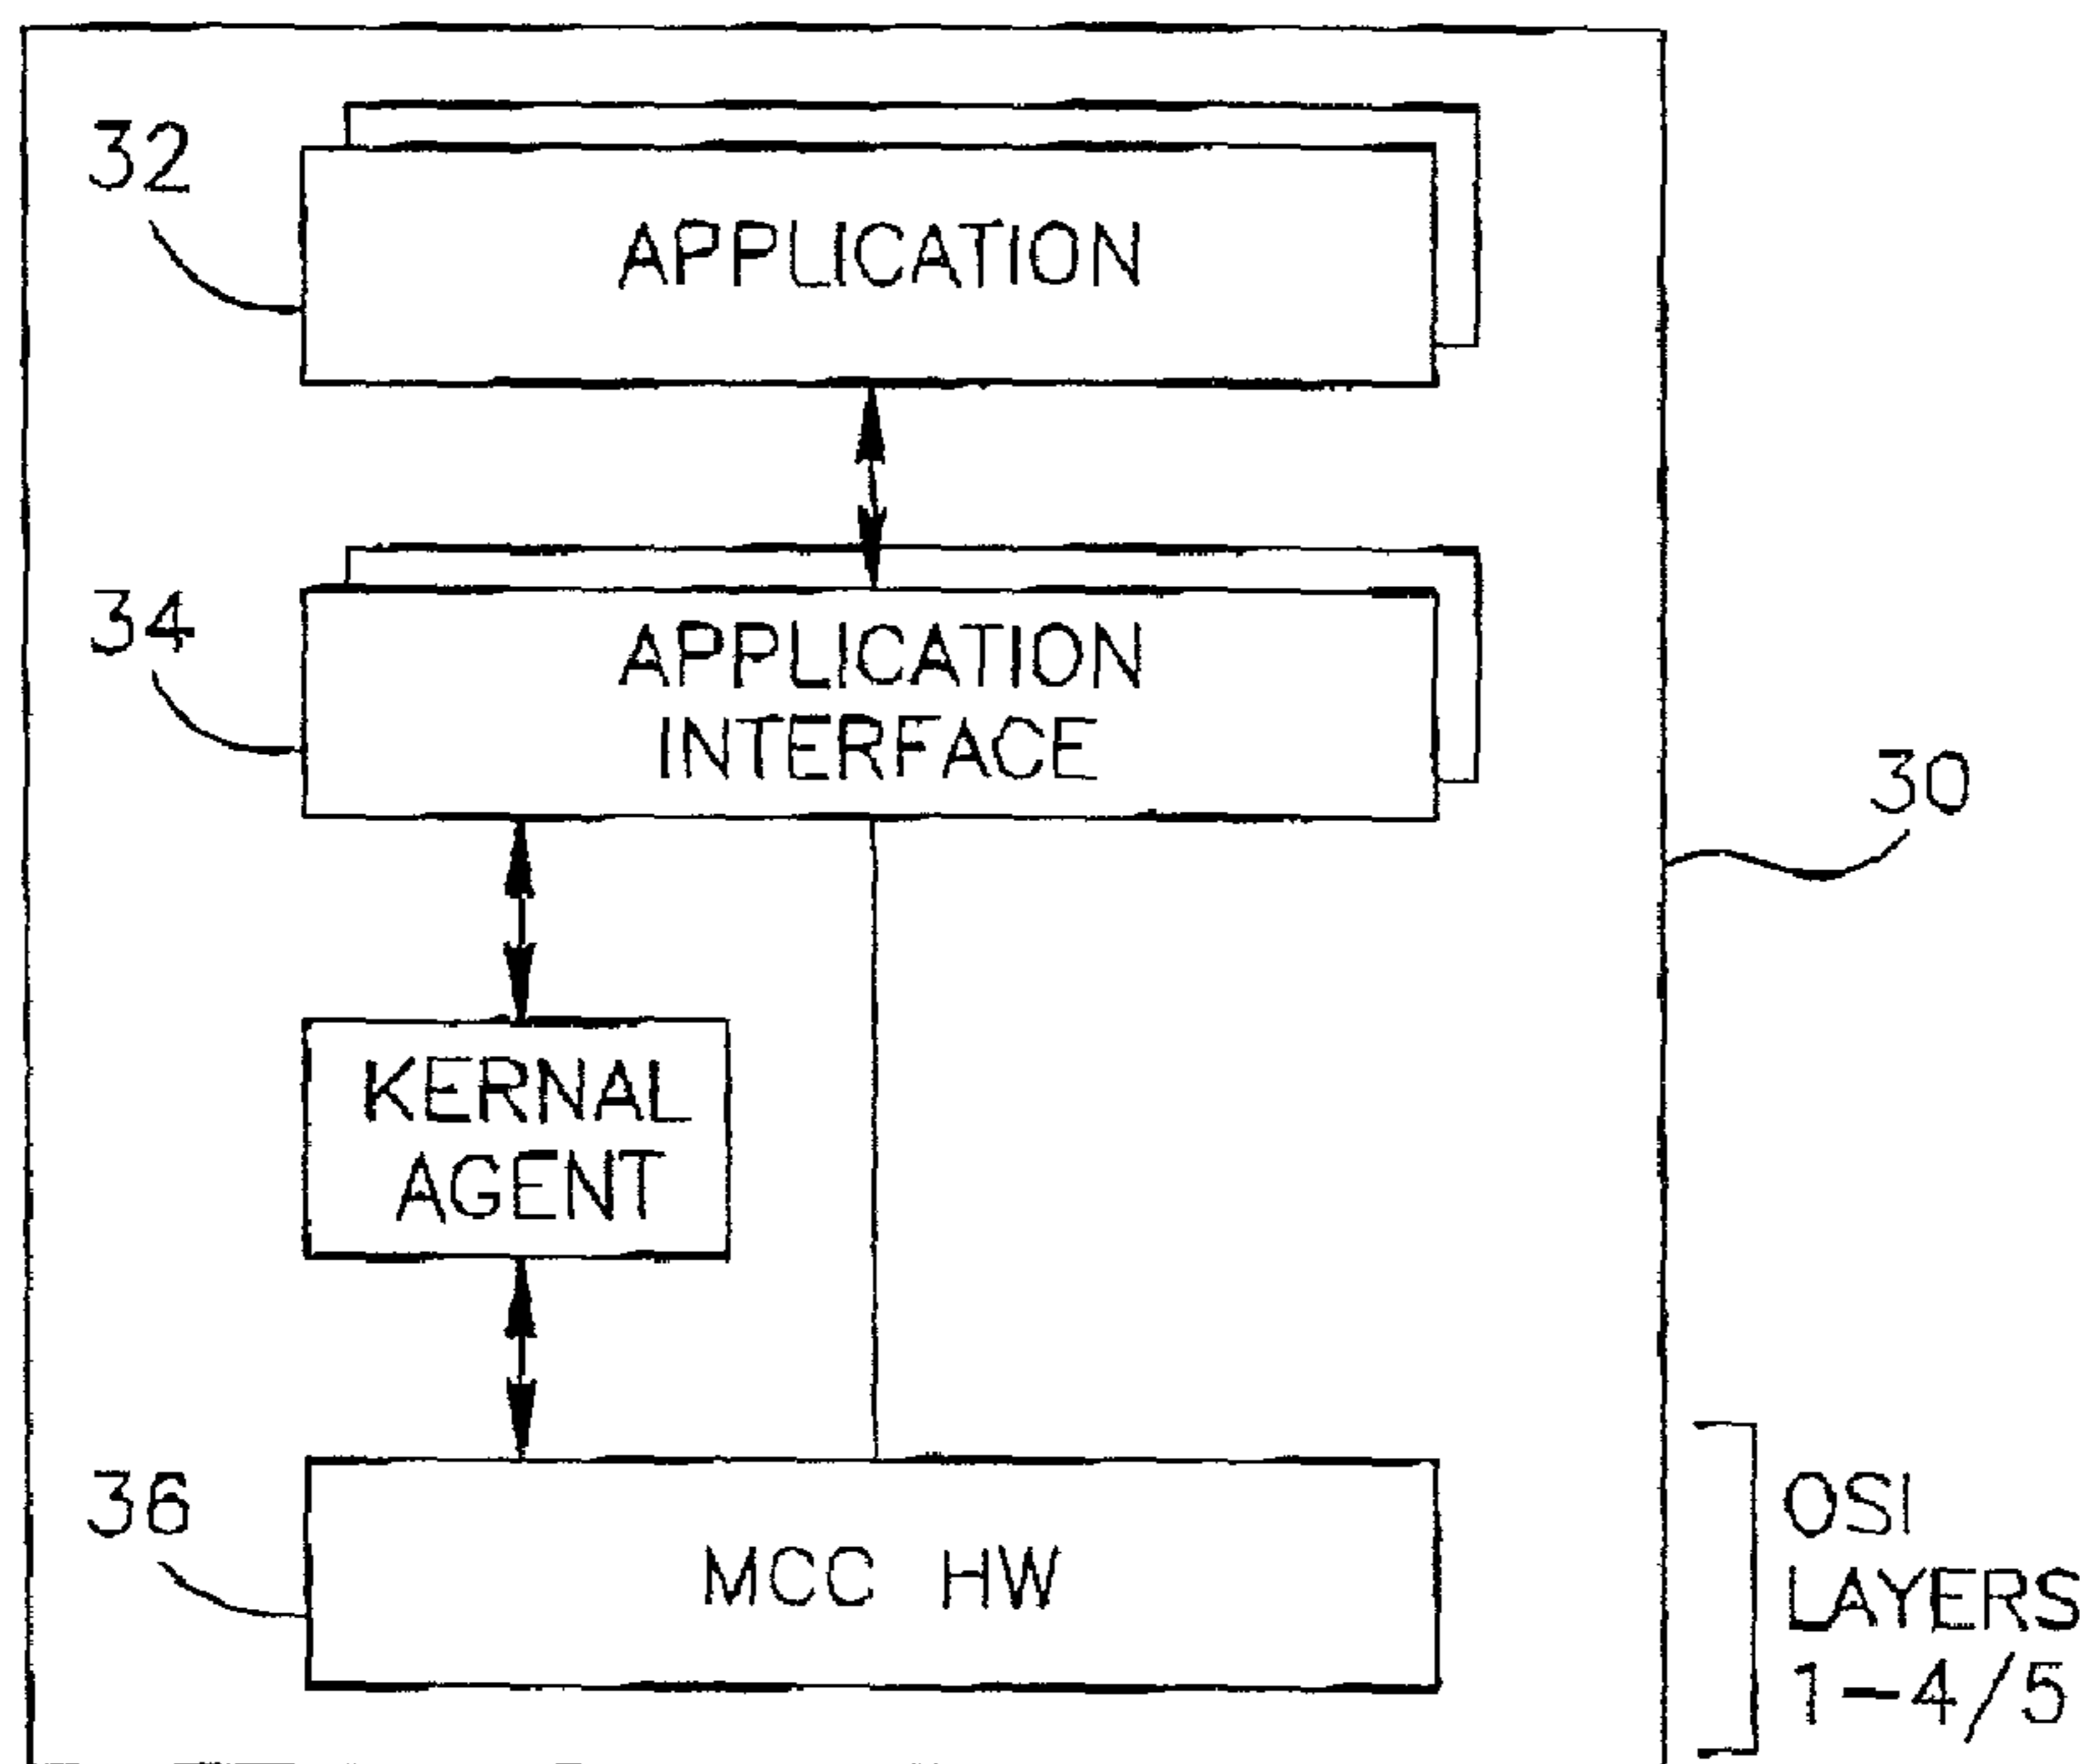 32
APPLICATION
34
APPLICATION
INTERFACE
30
KERNAL
AGENT
36
MCC HW
OSI
LAYERS
1-4/5